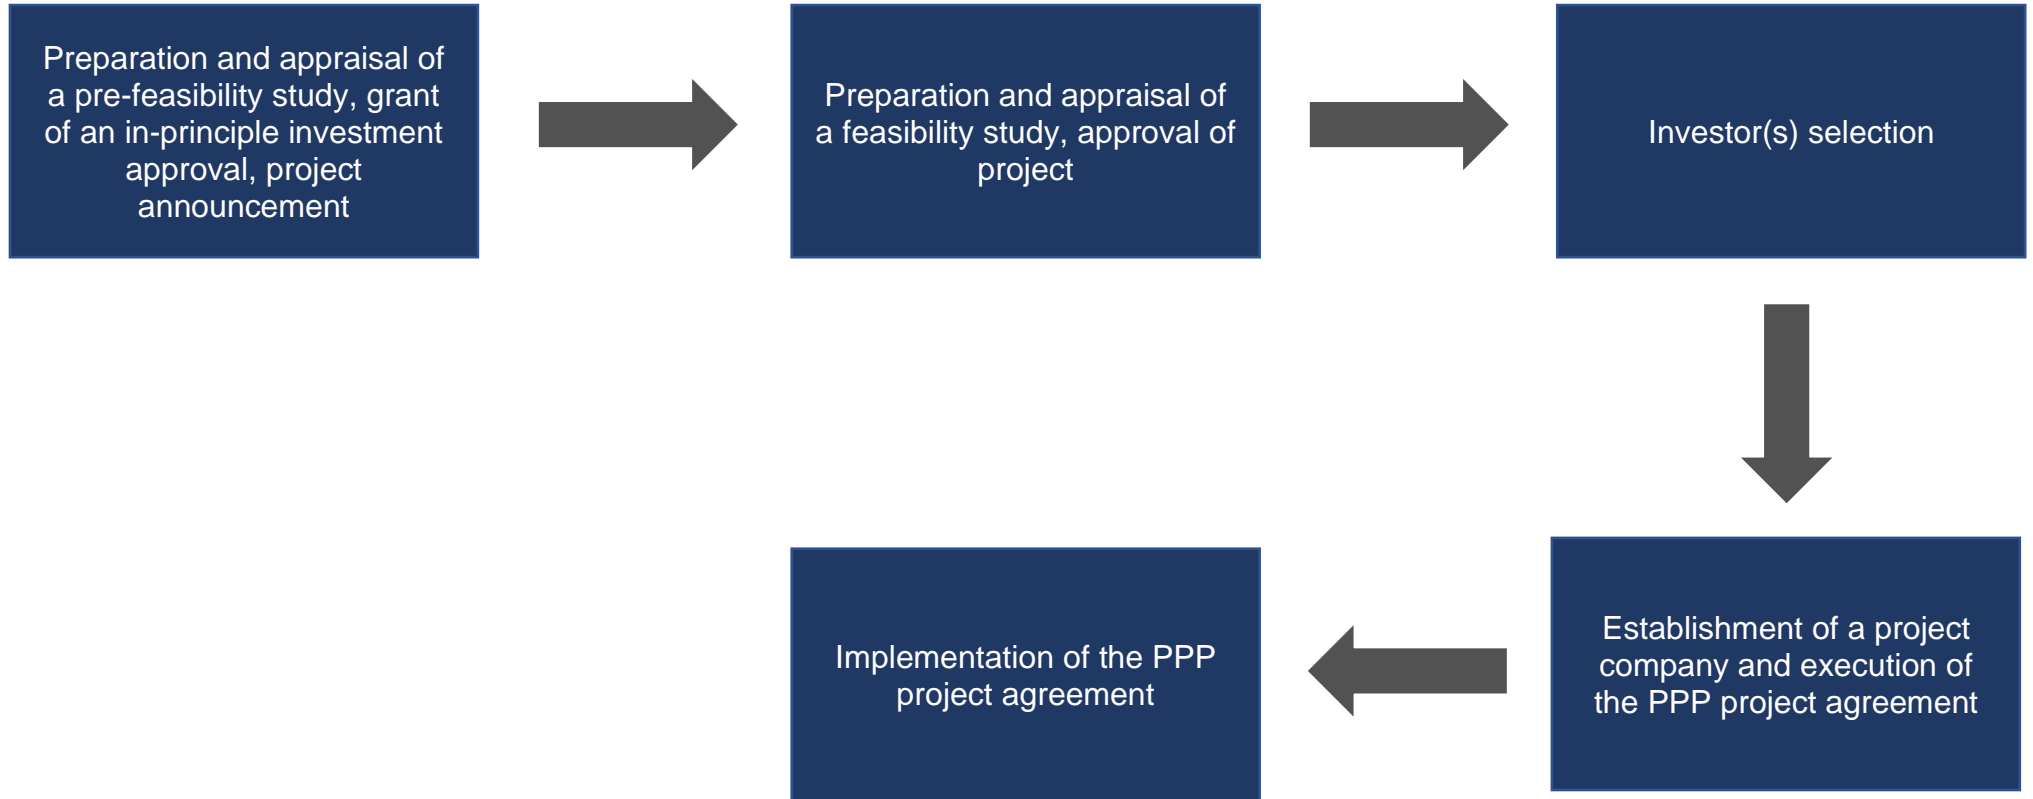 Preparation and appraisal of
a pre-feasibility study, grant
of an in-principle investment
approval, project
announcement
Preparation and appraisal of
a feasibility study, approval of
project
Investor(s) selection
Establishment of a project
company and execution of
the PPP project agreement
Implementation of the PPP
project agreement